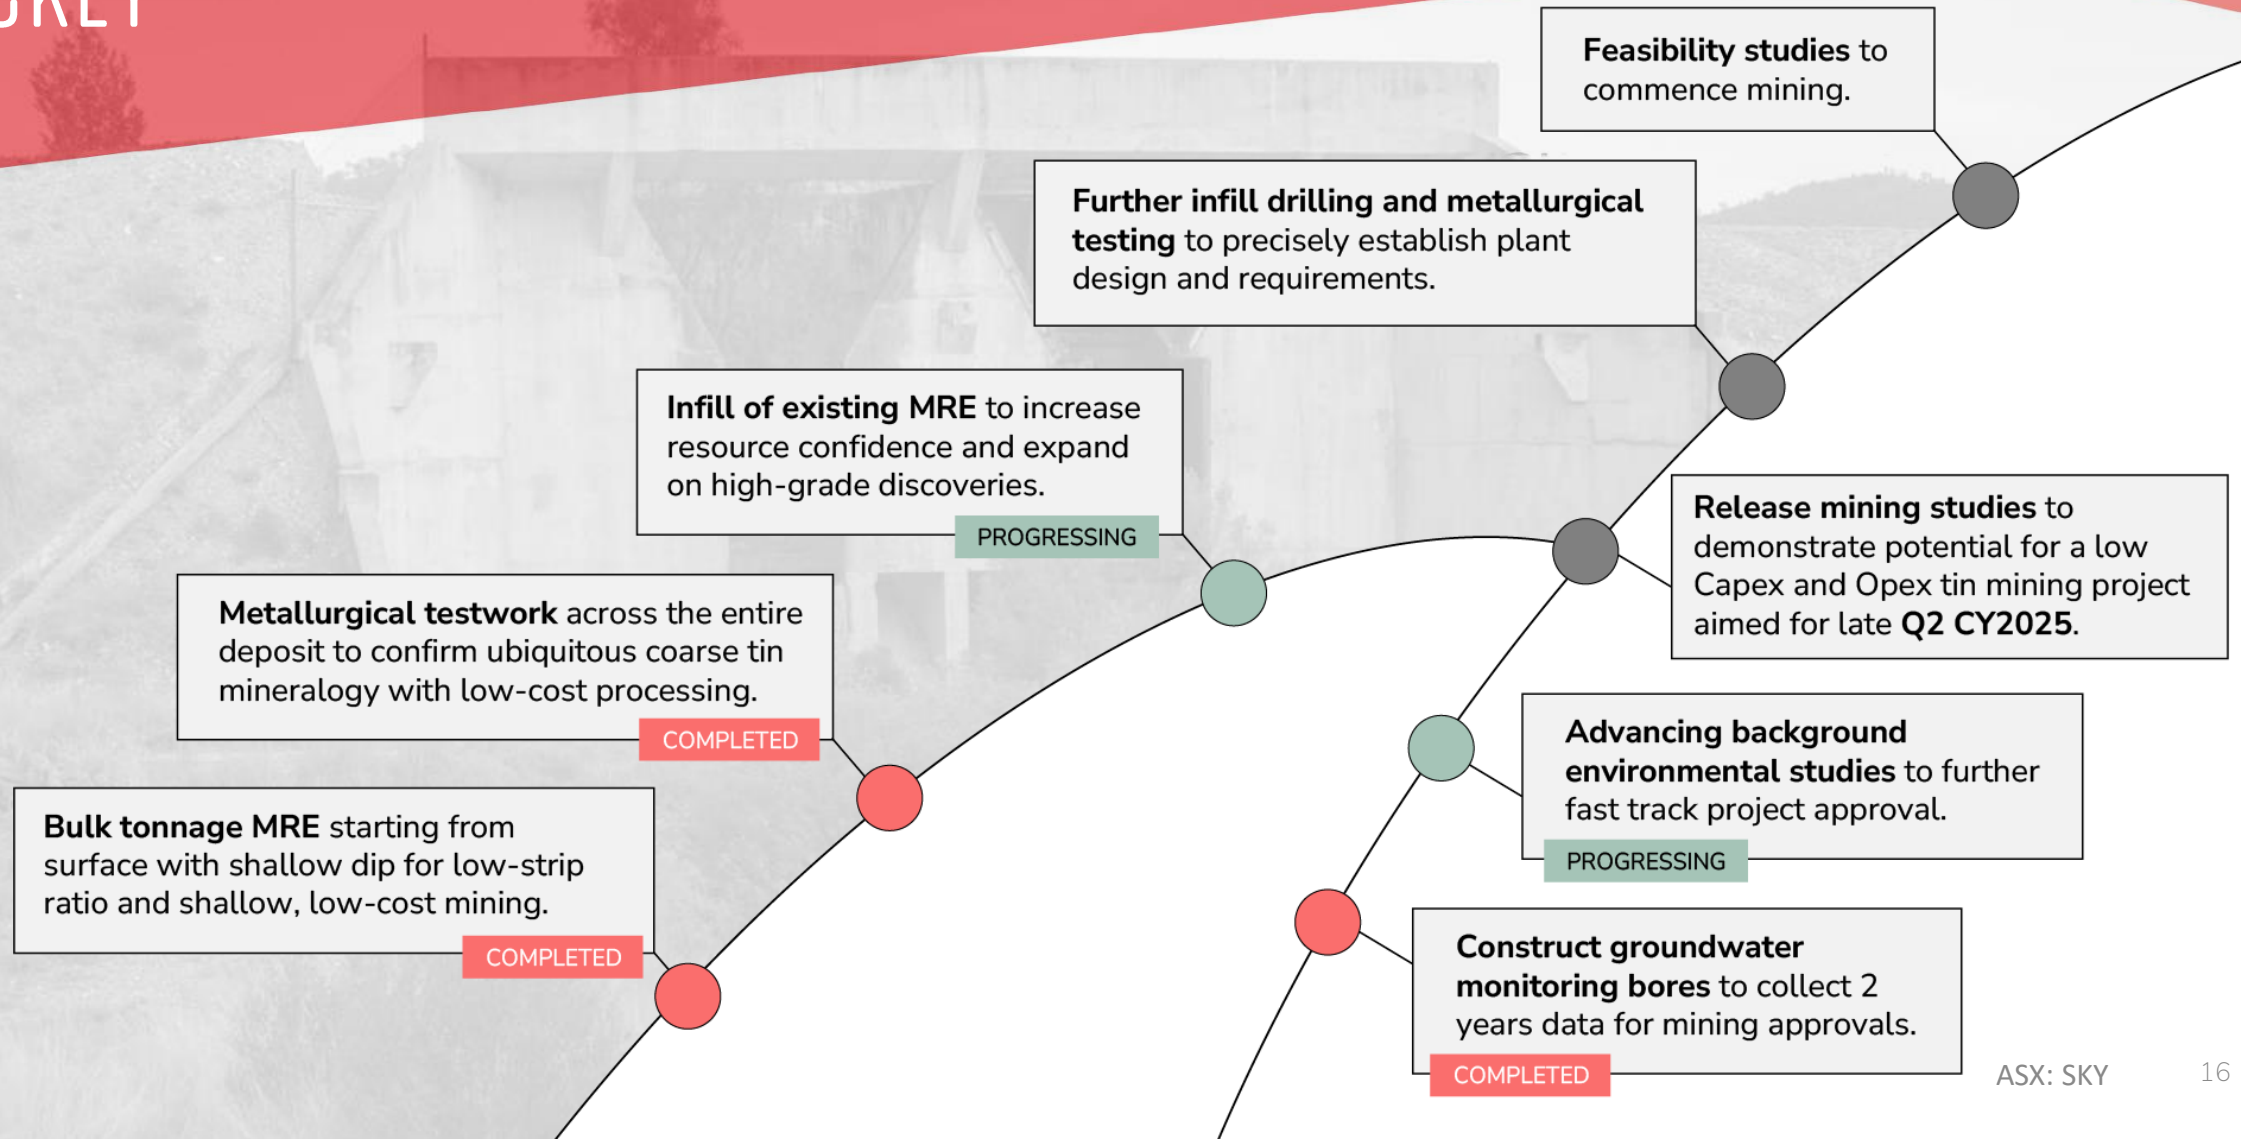 Feasibility studies to
commence mining.
Further infill drilling and metallurgical
testing to precisely establish plant
design and requirements.
Infill of existing MRE to increase
resource confidence and expand
on high-grade discoveries.
PROGRESSING
Release mining studies to
demonstrate potential for a low
Capex and Opex tin mining project
aimed for late Q2 CY2025.
Metallurgical testwork across the entire
deposit to confirm ubiquitous coarse tin
mineralogy with low-cost processing.
COMPLETED
Advancing background
environmental studies to further
fast track project approval.
PROGRESSING
Bulk tonnage MRE starting from
surface with shallow dip for low-strip
ratio and shallow, low-cost mining.
COMPLETED
Construct groundwater
monitoring bores to collect 2
years data for mining approvals.
COMPLETED
ASX: SKY
16